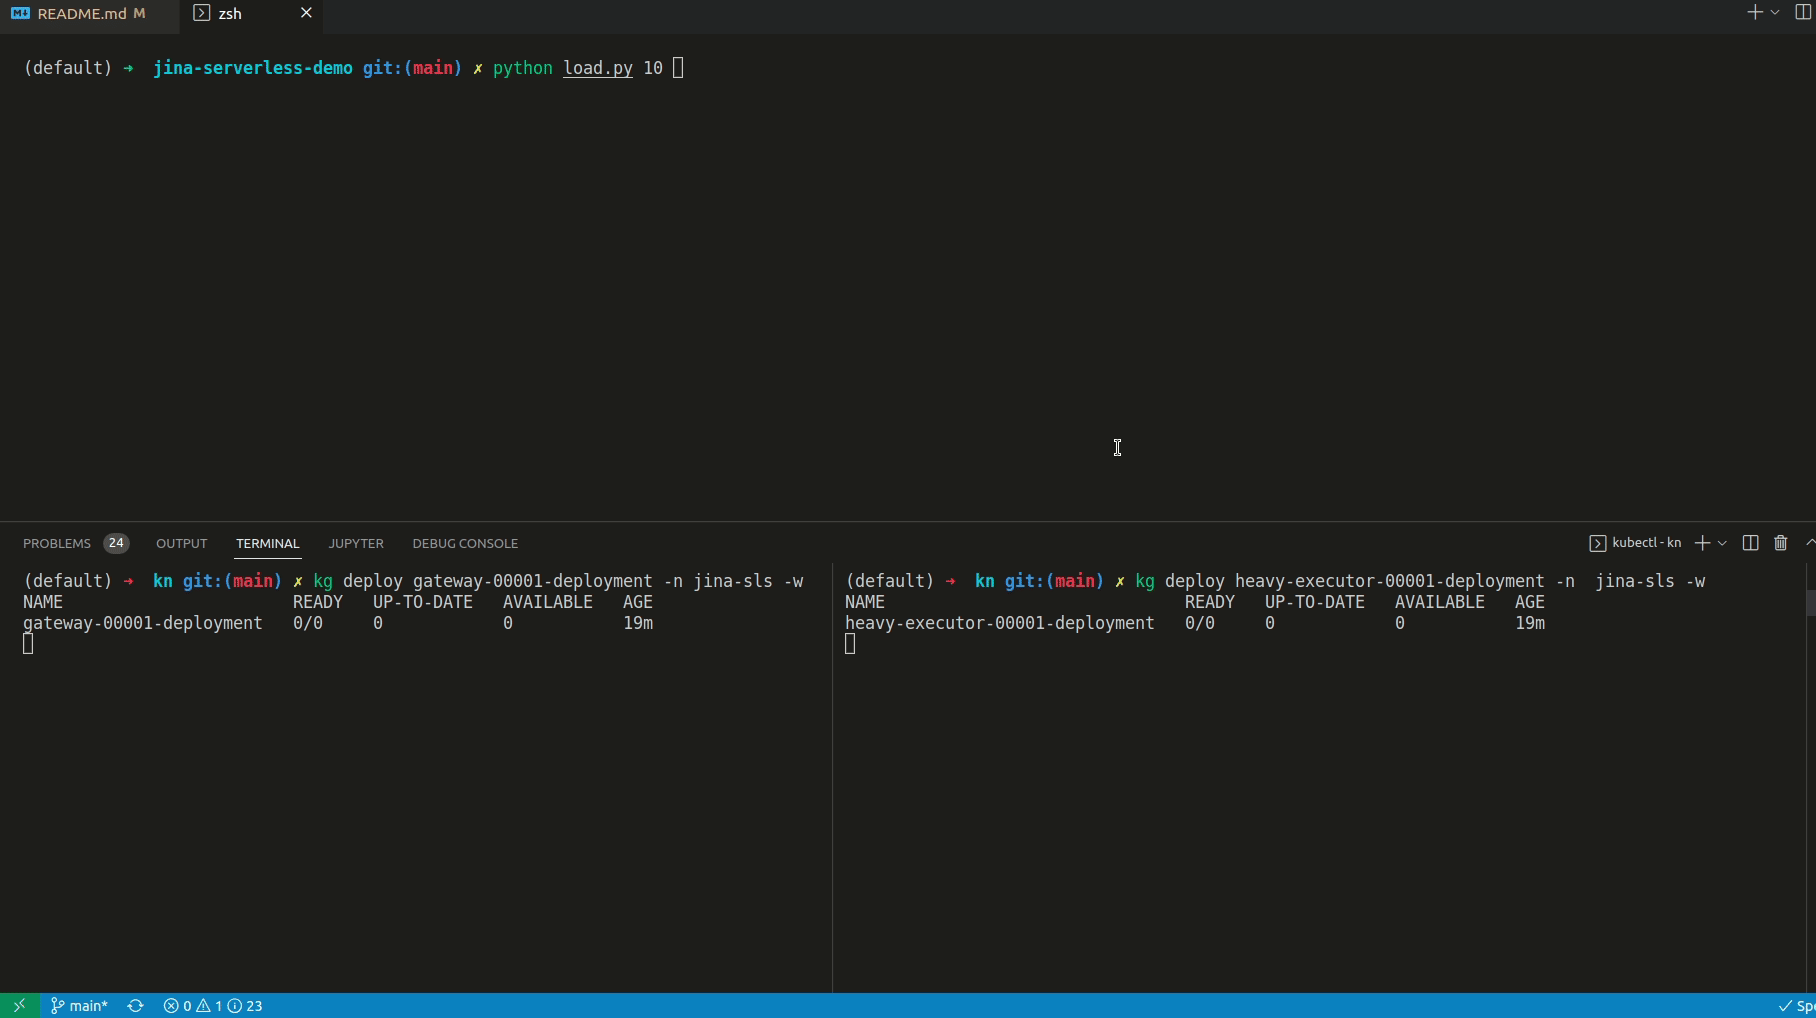 README.md M zsh
(default) ➜ jina-serverless-demo git:(main) ✗ python load.py 10
PROBLEMS 24 OUTPUT TERMINAL JUPYTER DEBUG CONSOLE kubectl - kn
(default) ➜ kn git:(main) ✗ kg deploy gateway-00001-deployment -n jina-sls -w
NAME READY UP-TO-DATE AVAILABLE AGE
gateway-00001-deployment 0/0 0 0 19m
(default) ➜ kn git:(main) ✗ kg deploy heavy-executor-00001-deployment -n  jina-sls -w
NAME READY UP-TO-DATE AVAILABLE AGE
heavy-executor-00001-deployment 0/0 0 0 19m
main* 0 1 23